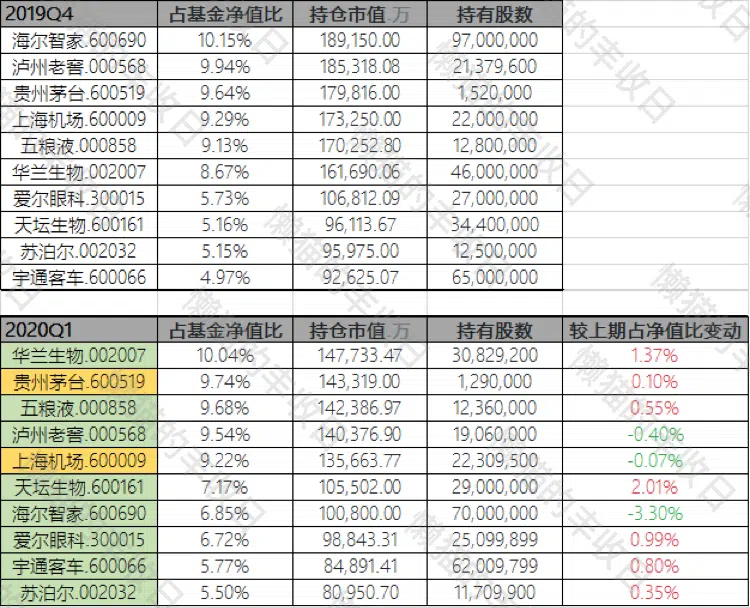 2019Q4 占基金净值比 持仓市值.万 持有股数
海尔智家.600690 10.15% 189,150.00 97,000,000
泸州老窖.000568 9.94% 185,318.08 21,379,600
贵州茅台.600519 9.64% 179,816.00 1,520,000
上海机场.600009 9.29% 173,250.00 22,000,000
五粮液.000858 9.13% 170,252.80 12,800,000
华兰生物.002007 8.67% 161,690.06 46,000,000
爱尔眼科.300015 5.73% 106,812.09 27,000,000
天坛生物.600161 5.16% 96,113.67 34,400,000
苏泊尔.002032 5.15% 95,975.00 12,500,000
宇通客车.600066 4.97% 92,625.07 65,000,000
2020Q1 占基金净值比 持仓市值.万 持有股数 较上期占净值比变动
华兰生物.002007 10.04% 147,733.47 30,829,200 1.37%
贵州茅台.600519 9.74% 143,319.00 1,290,000 0.10%
五粮液.000858 9.68% 142,386.97 12,360,000 0.55%
泸州老窖.000568 9.54% 140,376.90 19,060,000 -0.40%
上海机场.600009 9.22% 135,663.77 22,309,500 -0.07%
天坛生物.600161 7.17% 105,502.00 29,000,000 2.01%
海尔智家.600690 6.85% 100,800.00 70,000,000 -3.30%
爱尔眼科.300015 6.72% 98,843.31 25,099,899 0.99%
宇通客车.600066 5.77% 84,891.41 62,009,799 0.80%
苏泊尔.002032 5.50% 80,950.70 11,709,900 0.35%
懒猫的丰收日